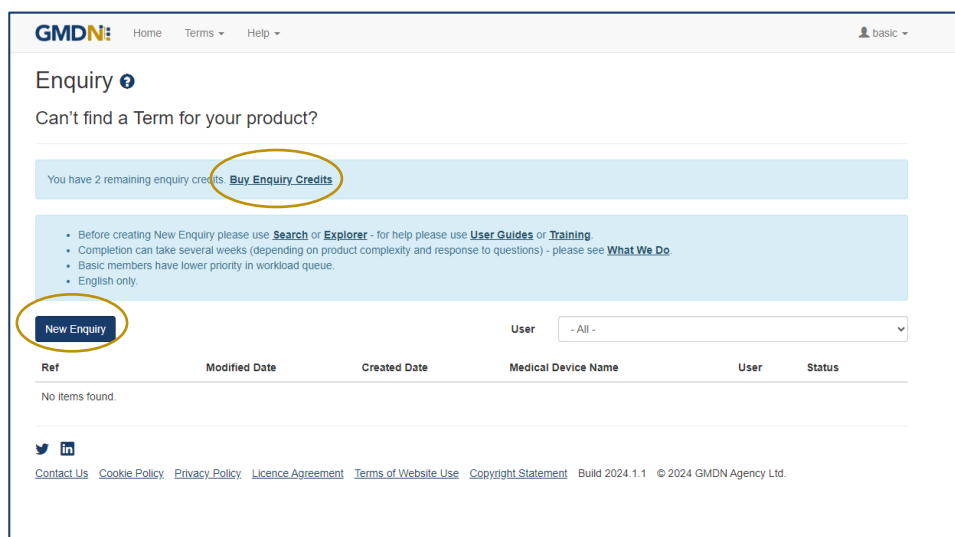 GMDN Home Terms Help basic
Enquiry ?
Can't find a Term for your product?
You have 2 remaining enquiry credits. Buy Enquiry Credits
Before creating New Enquiry please use Search or Explorer - for help please use User Guides or Training.
Completion can take several weeks (depending on product complexity and response to questions) - please see What We Do.
Basic members have lower priority in workload queue.
English only.
New Enquiry User - All -
Ref Modified Date Created Date Medical Device Name User Status
No items found.
in
Contact Us Cookie Policy Privacy Policy Licence Agreement Terms of Website Use Copyright Statement Build 2024.1.1 © 2024 GMDN Agency Ltd.